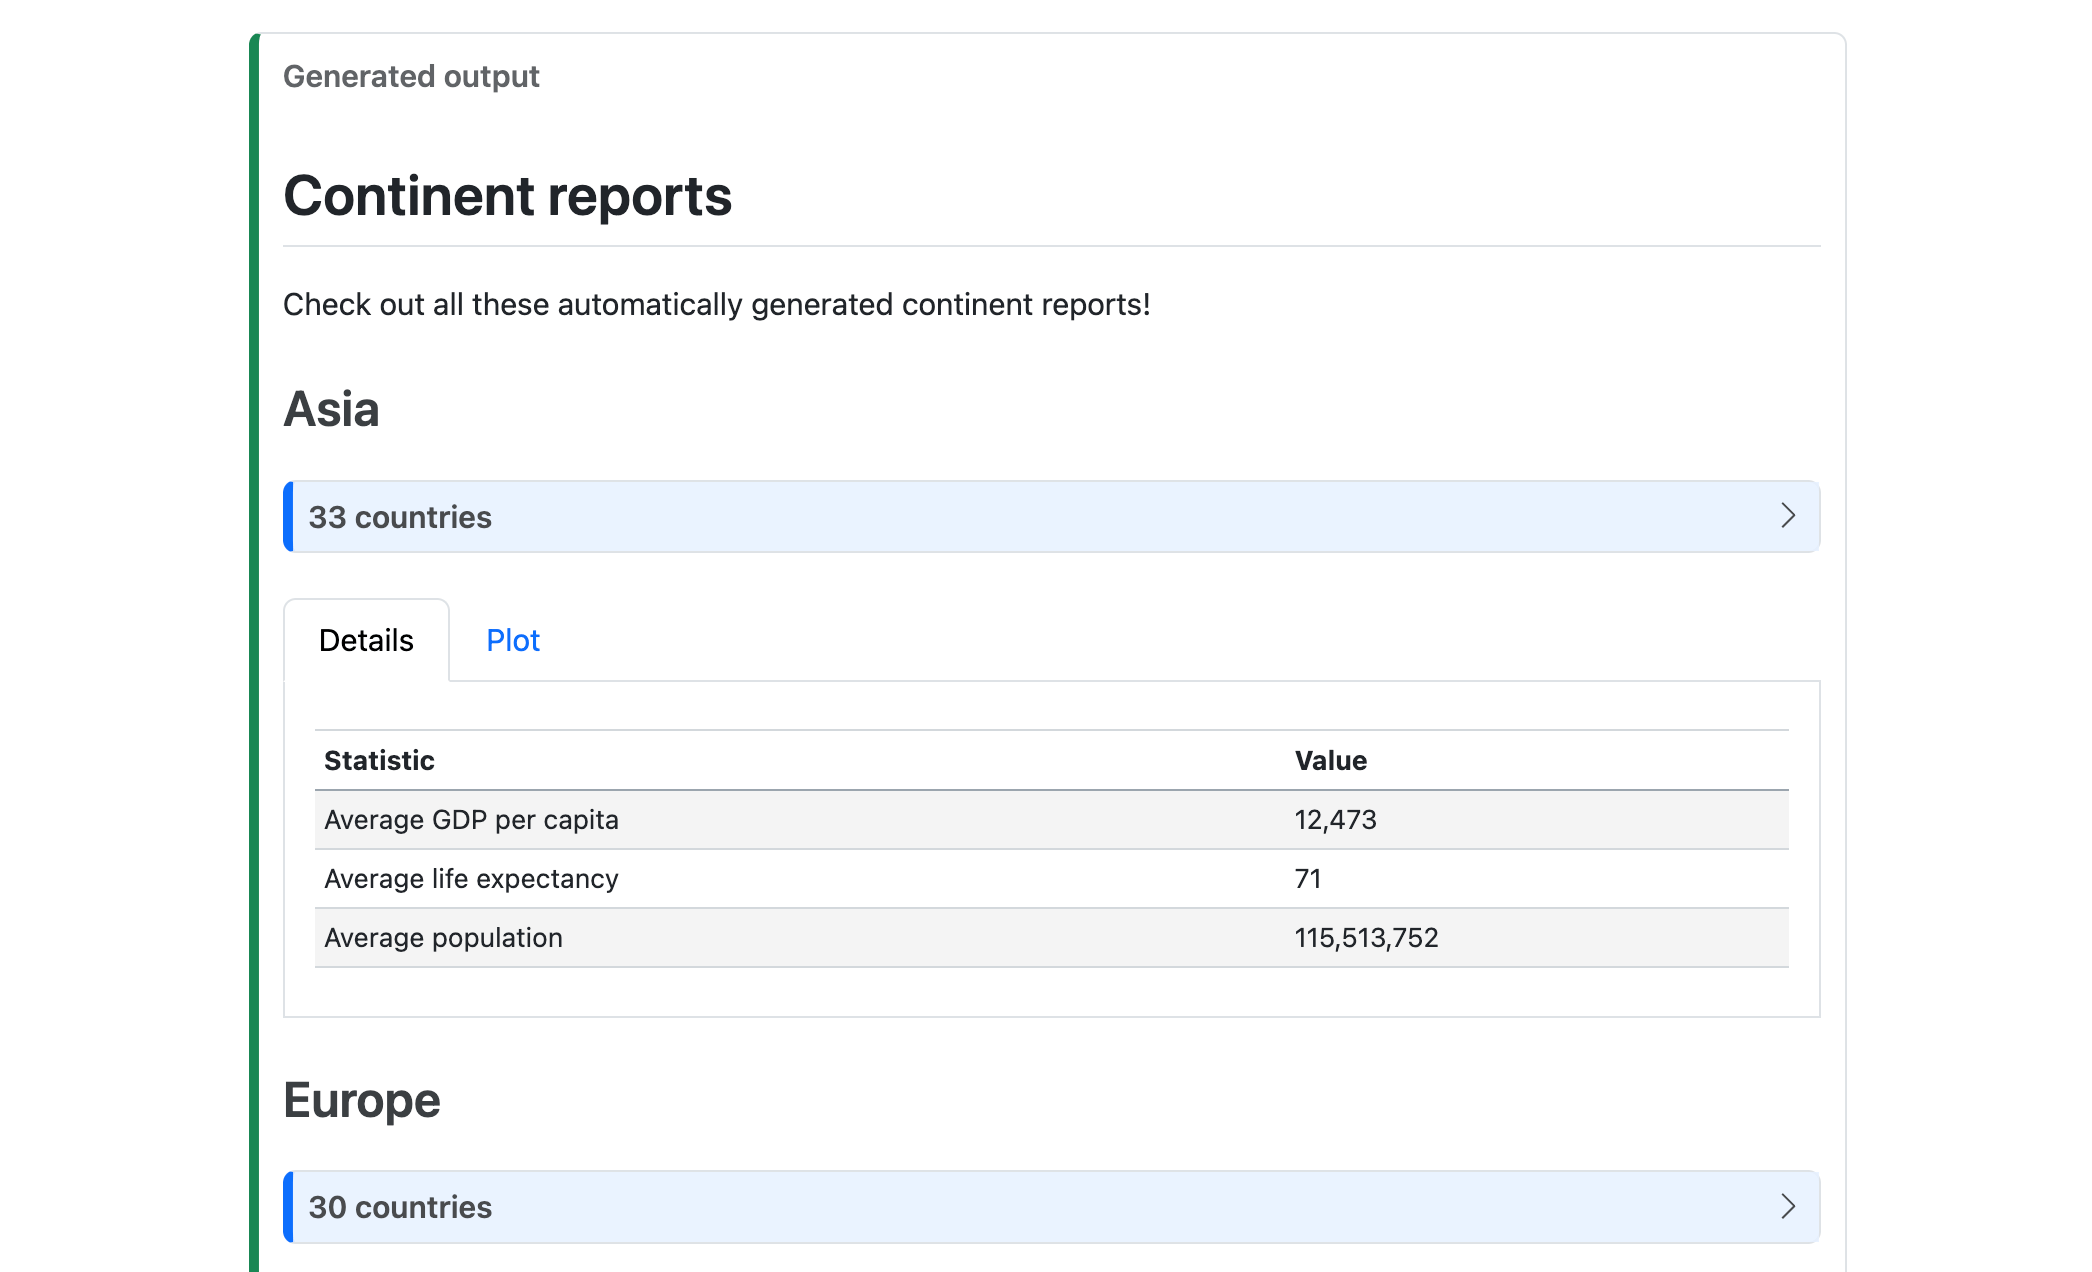 Generated output
Continent reports
Check out all these automatically generated continent reports!
Asia
33 countries
Details Plot
Statistic Value
Average GDP per capita 12,473
Average life expectancy 71
Average population 115,513,752
Europe
30 countries